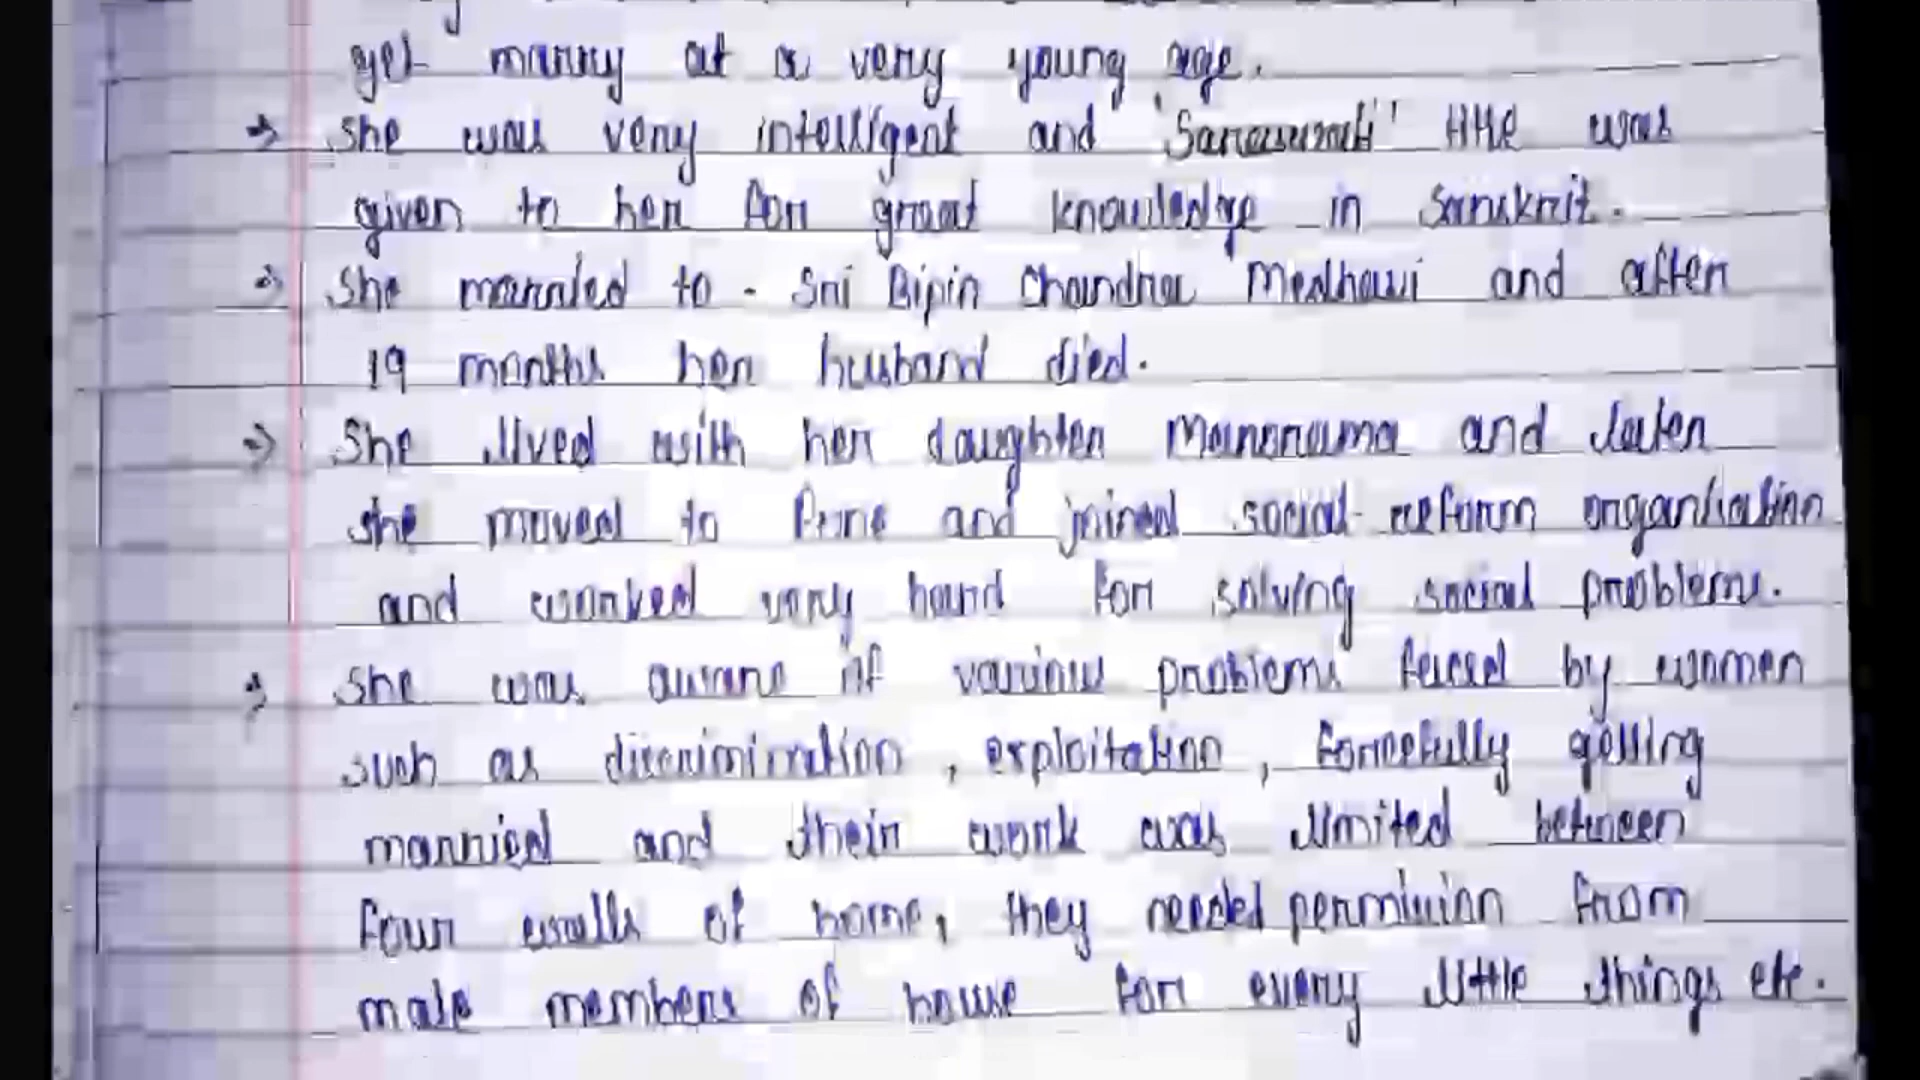 get marry at a very young age.
⇒ She was very intelligent and 'Saraswati' title was
given to her for great knowledge in Sanskrit.
⇒ She married to - Sri Bipin Chandra Medhavi and after
19 months her husband died.
⇒ She lived with her daughter Manorama and later
she moved to Pune and joined social reform organisation
and worked very hard for solving social problems.
⇒ She was aware of various problems faced by women
such as discrimination, exploitation, forcefully getting
married and their work was limited between
four walls of home, they needed permission from
male members of house for every little things etc.